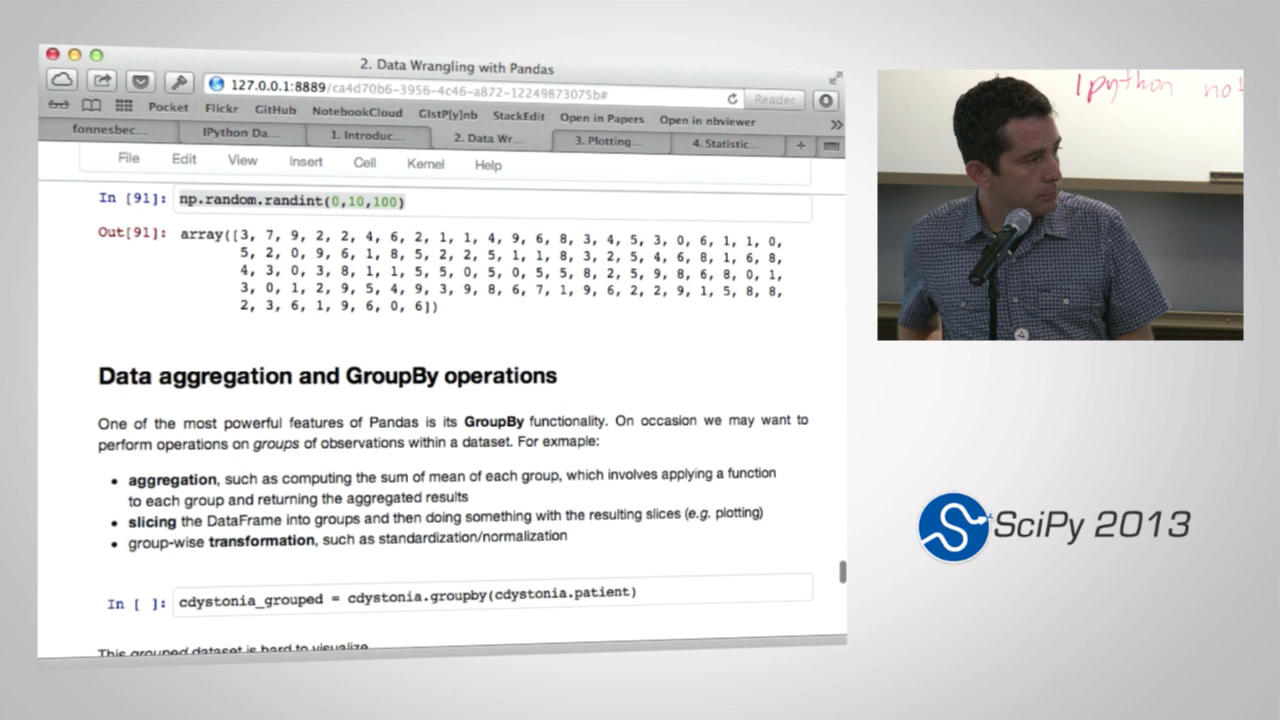 2. Data Wrangling with Pandas
127.0.0.1:8889/ca4d70b6-3956-4c46-a872-12249873075b#
Reader
Pocket Flickr GitHub NotebookCloud GIstP[y]nb StackEdit Open in Papers Open in nbviewer
fonnesbec... IPython Da... 1. Introduc... 2. Data Wr... 3. Plotting... 4. Statistic...
File Edit View Insert Cell Kernel Help
In [91]: np.random.randint(0,10,100)
Out[91]: array([3, 7, 9, 2, 2, 4, 6, 2, 1, 1, 4, 9, 6, 8, 3, 4, 5, 3, 0, 6, 1, 1, 0,
5, 2, 0, 9, 6, 1, 8, 5, 2, 2, 5, 1, 1, 8, 3, 2, 5, 4, 6, 8, 1, 6, 8,
4, 3, 0, 3, 8, 1, 1, 5, 5, 0, 5, 0, 5, 5, 8, 2, 5, 9, 8, 6, 8, 0, 1,
3, 0, 1, 2, 9, 5, 4, 9, 3, 9, 8, 6, 7, 1, 9, 6, 2, 2, 9, 1, 5, 8, 8,
2, 3, 6, 1, 9, 6, 0, 6])
Data aggregation and GroupBy operations
One of the most powerful features of Pandas is its GroupBy functionality. On occasion we may want to
perform operations on groups of observations within a dataset. For exmaple:
• aggregation, such as computing the sum of mean of each group, which involves applying a function
to each group and returning the aggregated results
• slicing the DataFrame into groups and then doing something with the resulting slices (e.g. plotting)
• group-wise transformation, such as standardization/normalization
In [ ]: cdystonia_grouped = cdystonia.groupby(cdystonia.patient)
This grouped dataset is hard to visualize
Ipython not
SciPy 2013